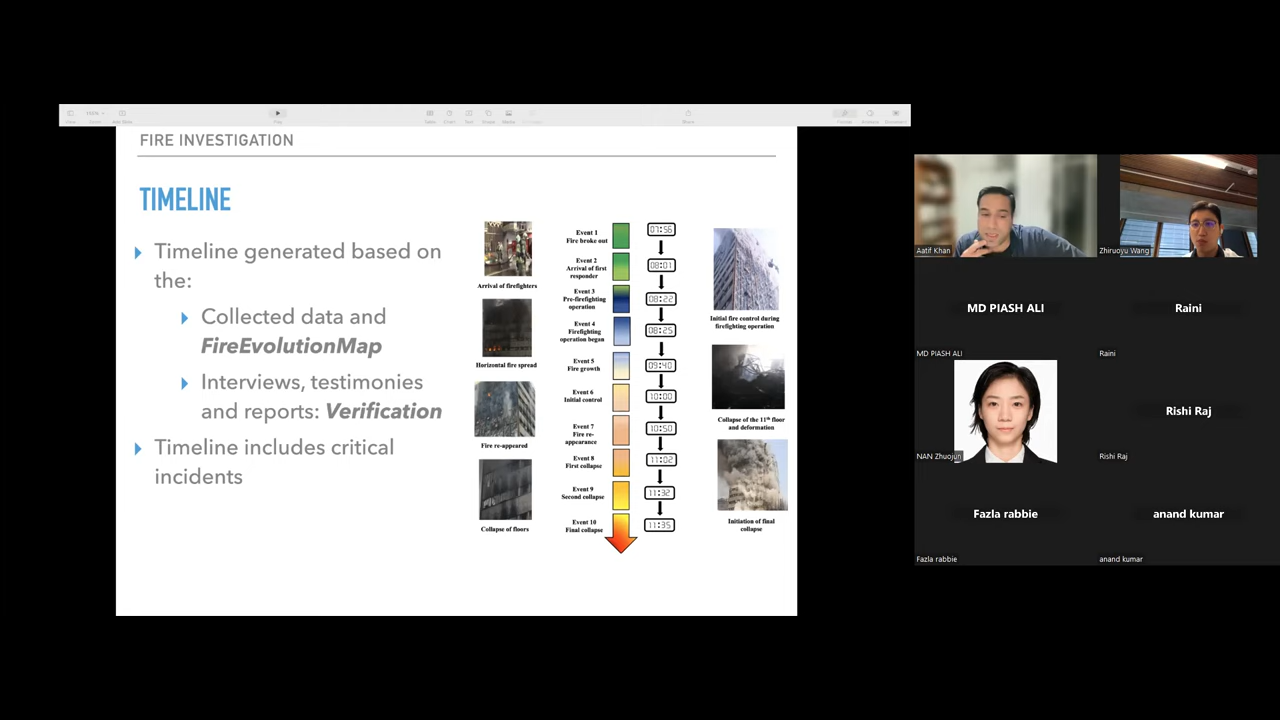 FIRE INVESTIGATION
TIMELINE
Timeline generated based on
the:
Collected data and
FireEvolutionMap
Interviews, testimonies
and reports: Verification
Timeline includes critical
incidents
Arrival of firefighters
Horizontal fire spread
Fire re-appeared
Collapse of floors
Event 1
Fire broke out
07:56
Event 2
Arrival of first
responder
08:01
Event 3
Pre-firefighting
operation
08:22
Event 4
Firefighting
operation began
08:25
Event 5
Fire growth
09:40
Event 6
Initial control
10:00
Event 7
Fire re-
appearance
10:50
Event 8
First collapse
11:02
Event 9
Second collapse
11:32
Event 10
Final collapse
11:35
Initial fire control during
firefighting operation
Collapse of the 11th floor
and deformation
Initiation of final
collapse
Aatif Khan
Zhiruoyu Wang
MD PIASH ALI
Raini
MD PIASH ALI
Raini
Rishi Raj
NAN Zhuojun
Rishi Raj
Fazla rabbie
anand kumar
Fazla rabbie
anand kumar